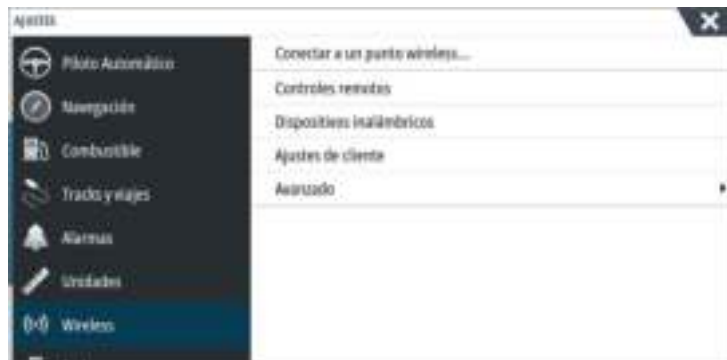 Ajustes
Piloto Automático
Navegación
Combustible
Tracks y viajes
Alarmas
Unidades
Wireless
Conectar a un punto wireless...
Controles remotos
Dispositivos inalámbricos
Ajustes de cliente
Avanzado